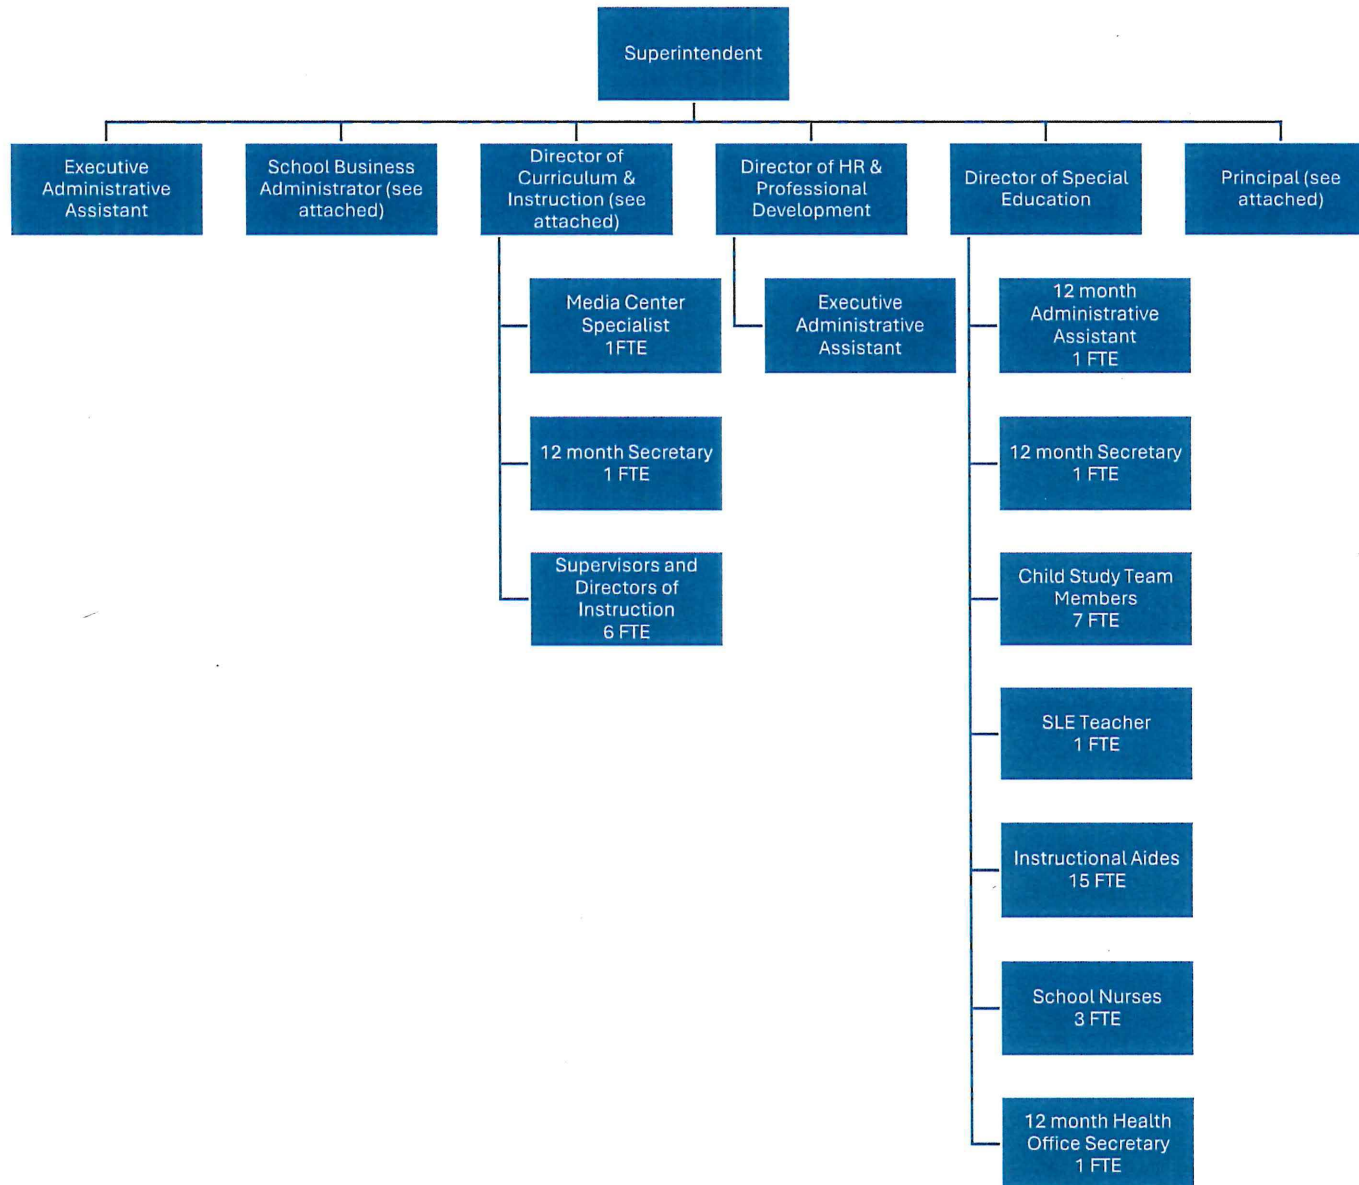 Superintendent
Executive
Administrative
Assistant
School Business
Administrator (see
attached)
Director of
Curriculum &
Instruction (see
attached)
Director of HR &
Professional
Development
Director of Special
Education
Principal (see
attached)
Media Center
Specialist
1FTE
12 month Secretary
1 FTE
Supervisors and
Directors of
Instruction
6 FTE
Executive
Administrative
Assistant
12 month
Administrative
Assistant
1 FTE
12 month Secretary
1 FTE
Child Study Team
Members
7 FTE
SLE Teacher
1 FTE
Instructional Aides
15 FTE
School Nurses
3 FTE
12 month Health
Office Secretary
1 FTE